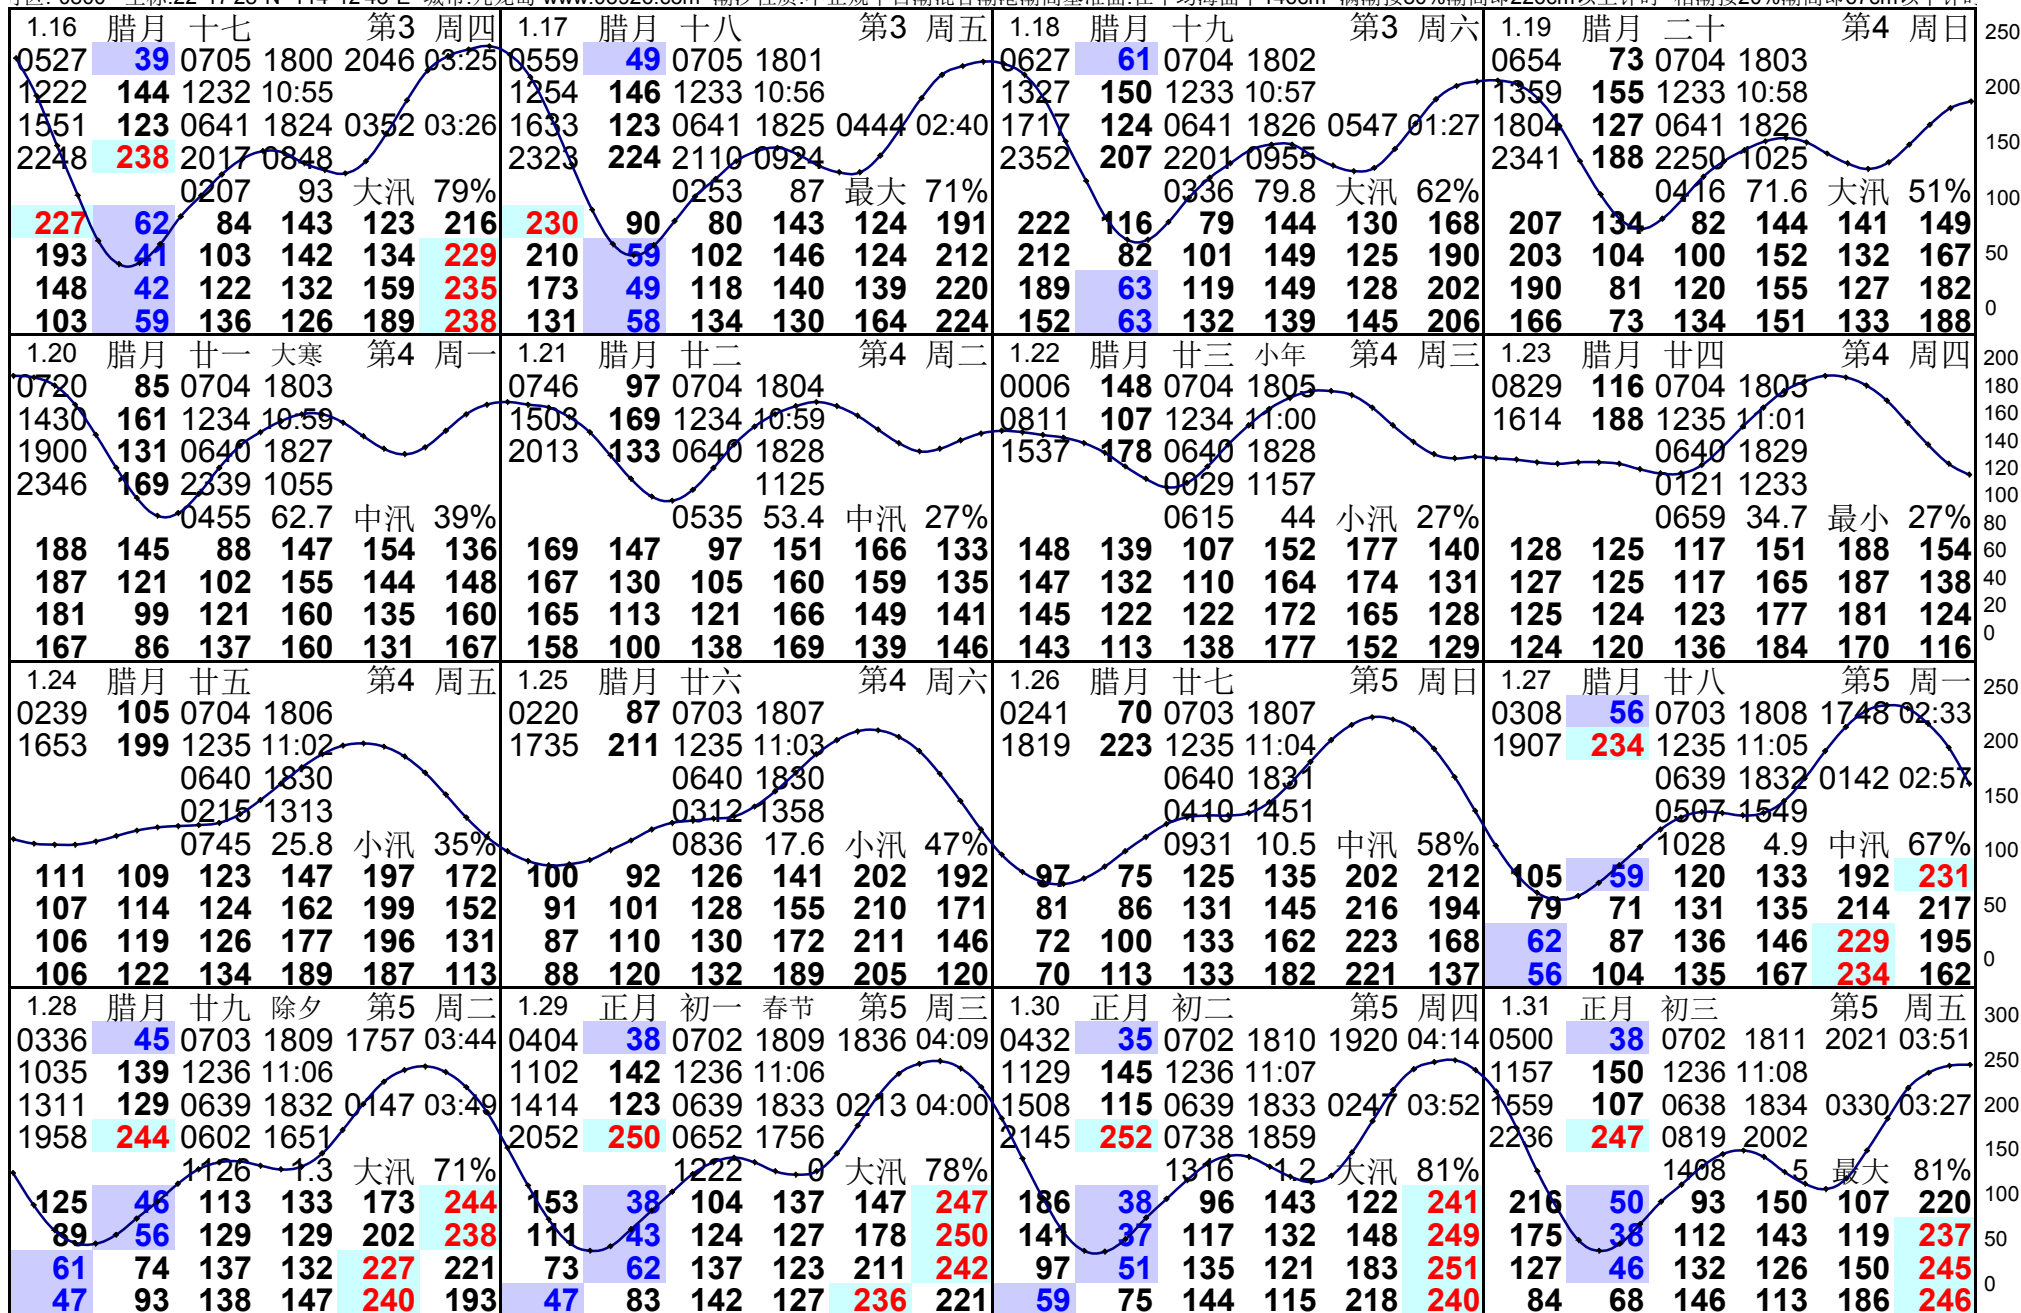 1.16 腊月 十七 第3 周四 1.17 腊月 十八 第3 周五 1.18 腊月 十九 第3 周六 1.19 腊月 二十 第4 周日 250
0527 39 0705 1800 2046 03:25 0559 49 0705 1801 0627 61 0704 1802 0654 73 0704 1803
1222 144 1232 10:55 1254 146 1233 10:56 1327 150 1233 10:57 1359 155 1233 10:58 200
1551 123 0641 1824 0352 03:26 1633 123 0641 1825 0444 02:40 1717 124 0641 1826 0547 01:27 1804 127 0641 1826
2248 238 2017 0848 2323 224 2110 0924 2352 207 2201 0955 2341 188 2250 1025 150
0207 93 大汛 79% 0253 87 最大 71% 0336 79.8 大汛 62% 0416 71.6 大汛 51% 100
227 62 84 143 123 216 230 90 80 143 124 191 222 116 79 144 130 168 207 134 82 144 141 149
193 41 103 142 134 229 210 59 102 146 124 212 212 82 101 149 125 190 203 104 100 152 132 167 50
148 42 122 132 159 235 173 49 118 140 139 220 189 63 119 149 128 202 190 81 120 155 127 182
103 59 136 126 189 238 131 58 134 130 164 224 152 63 132 139 145 206 166 73 134 151 133 188 0
1.20 腊月 廿一 大寒 第4 周一 1.21 腊月 廿二 第4 周二 1.22 腊月 廿三 小年 第4 周三 1.23 腊月 廿四 第4 周四 200
0720 85 0704 1803 0746 97 0704 1804 0006 148 0704 1805 0829 116 0704 1805 180
1430 161 1234 10:59 1503 169 1234 10:59 0811 107 1234 11:00 1614 188 1235 11:01 160
1900 131 0640 1827 2013 133 0640 1828 1537 178 0640 1828 0640 1829 140
2346 169 2339 1055 1125 0029 1157 0121 1233 120
100
0455 62.7 中汛 39% 0535 53.4 中汛 27% 0615 44 小汛 27% 0659 34.7 最小 27% 80
188 145 88 147 154 136 169 147 97 151 166 133 148 139 107 152 177 140 128 125 117 151 188 154 60
187 121 102 155 144 148 167 130 105 160 159 135 147 132 110 164 174 131 127 125 117 165 187 138 40
181 99 121 160 135 160 165 113 121 166 149 141 145 122 122 172 165 128 125 124 123 177 181 124 20
167 86 137 160 131 167 158 100 138 169 139 146 143 113 138 177 152 129 124 120 136 184 170 116 0
1.24 腊月 廿五 第4 周五 1.25 腊月 廿六 第4 周六 1.26 腊月 廿七 第5 周日 1.27 腊月 廿八 第5 周一 250
0239 105 0704 1806 0220 87 0703 1807 0241 70 0703 1807 0308 56 0703 1808 1748 02:33
1653 199 1235 11:02 1735 211 1235 11:03 1819 223 1235 11:04 1907 234 1235 11:05 200
0640 1830 0640 1830 0640 1831 0639 1832 0142 02:57
0215 1313 0312 1358 0410 1451 0507 1549 150
0745 25.8 小汛 35% 0836 17.6 小汛 47% 0931 10.5 中汛 58% 1028 4.9 中汛 67% 100
111 109 123 147 197 172 100 92 126 141 202 192 97 75 125 135 202 212 105 59 120 133 192 231
107 114 124 162 199 152 91 101 128 155 210 171 81 86 131 145 216 194 79 71 131 135 214 217 50
106 119 126 177 196 131 87 110 130 172 211 146 72 100 133 162 223 168 62 87 136 146 229 195
106 122 134 189 187 113 88 120 132 189 205 120 70 113 133 182 221 137 56 104 135 167 234 162 0
1.28 腊月 廿九 除夕 第5 周二 1.29 正月 初一 春节 第5 周三 1.30 正月 初二 第5 周四 1.31 正月 初三 第5 周五 300
0336 45 0703 1809 1757 03:44 0404 38 0702 1809 1836 04:09 0432 35 0702 1810 1920 04:14 0500 38 0702 1811 2021 03:51
1035 139 1236 11:06 1102 142 1236 11:06 1129 145 1236 11:07 1157 150 1236 11:08 250
1311 129 0639 1832 0147 03:49 1414 123 0639 1833 0213 04:00 1508 115 0639 1833 0247 03:52 1559 107 0638 1834 0330 03:27 200
1958 244 0602 1651 2052 250 0652 1756 2145 252 0738 1859 2236 247 0819 2002 150
1126 1.3 大汛 71% 1222 0 大汛 78% 1316 1.2 大汛 81% 1408 5 最大 81%
125 46 113 133 173 244 153 38 104 137 147 247 186 38 96 143 122 241 216 50 93 150 107 220 100
89 56 129 129 202 238 111 43 124 127 178 250 141 37 117 132 148 249 175 38 112 143 119 237 50
61 74 137 132 227 221 73 62 137 123 211 242 97 51 135 121 183 251 127 46 132 126 150 245
47 93 138 147 240 193 47 83 142 127 236 221 59 75 144 115 218 240 84 68 146 113 186 246 0